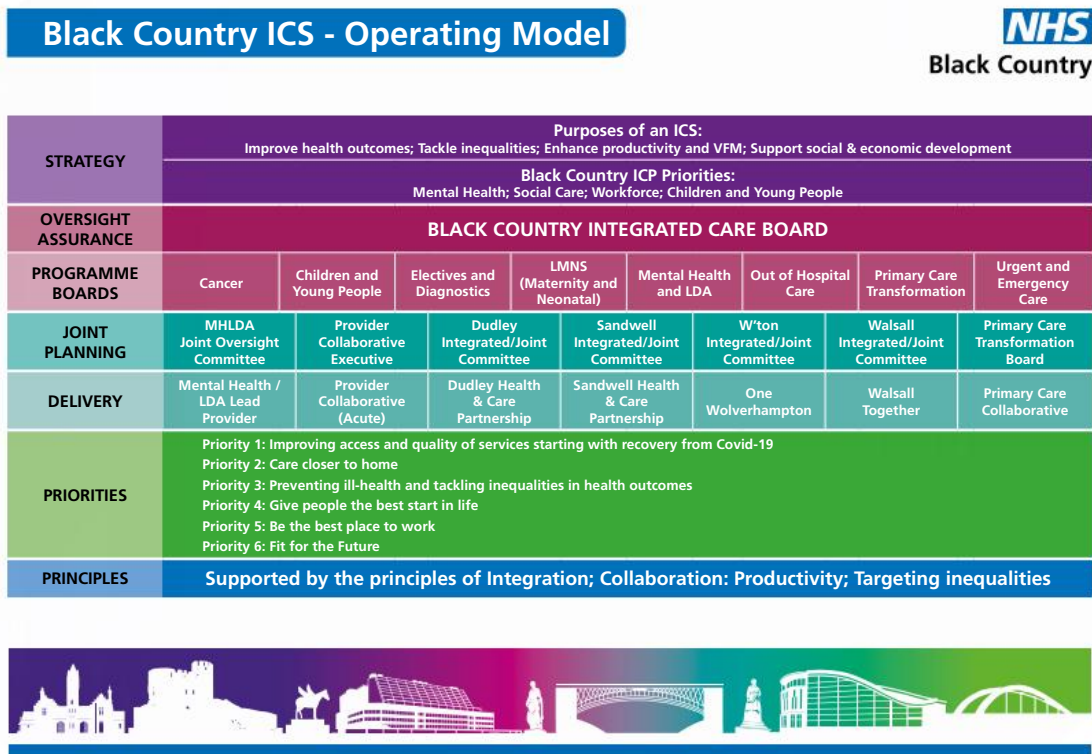 Black Country ICS - Operating Model
NHS
Black Country
STRATEGY
Purposes of an ICS:
Improve health outcomes; Tackle inequalities; Enhance productivity and VFM; Support social & economic development
Black Country ICP Priorities:
Mental Health; Social Care; Workforce; Children and Young People
OVERSIGHT
ASSURANCE
BLACK COUNTRY INTEGRATED CARE BOARD
PROGRAMME
BOARDS
Cancer
Children and
Young People
Electives and
Diagnostics
LMNS
(Maternity and
Neonatal)
Mental Health
and LDA
Out of Hospital
Care
Primary Care
Transformation
Urgent and
Emergency
Care
JOINT
PLANNING
MHLDA
Joint Oversight
Committee
Provider
Collaborative
Executive
Dudley
Integrated/Joint
Committee
Sandwell
Integrated/Joint
Committee
W'ton
Integrated/Joint
Committee
Walsall
Integrated/Joint
Committee
Primary Care
Transformation
Board
DELIVERY
Mental Health /
LDA Lead
Provider
Provider
Collaborative
(Acute)
Dudley Health
& Care
Partnership
Sandwell Health
& Care
Partnership
One
Wolverhampton
Walsall
Together
Primary Care
Collaborative
PRIORITIES
Priority 1: Improving access and quality of services starting with recovery from Covid-19
Priority 2: Care closer to home
Priority 3: Preventing ill-health and tackling inequalities in health outcomes
Priority 4: Give people the best start in life
Priority 5: Be the best place to work
Priority 6: Fit for the Future
PRINCIPLES
Supported by the principles of Integration; Collaboration: Productivity; Targeting inequalities